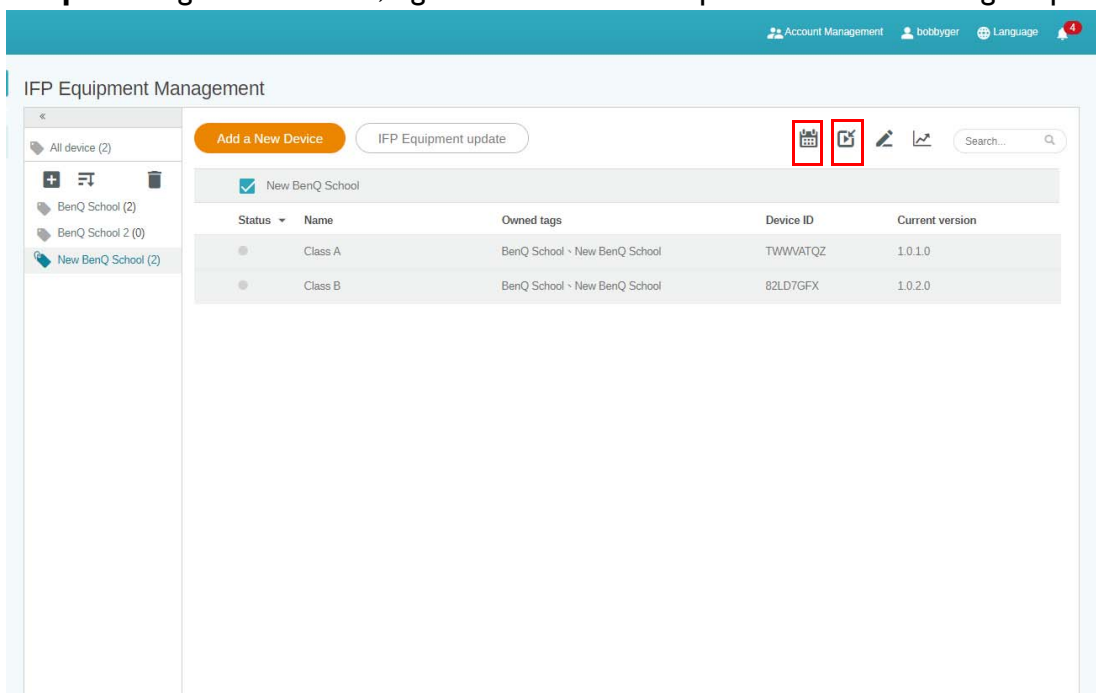 Account Management bobbyger Language 4
IFP Equipment Management
«
All device (2)
Add a New Device IFP Equipment update Search...
New BenQ School
BenQ School (2)
BenQ School 2 (0)
New BenQ School (2)
Status Name Owned tags Device ID Current version
Class A BenQ School、New BenQ School TWWVATQZ 1.0.1.0
Class B BenQ School、New BenQ School 82LD7GFX 1.0.2.0